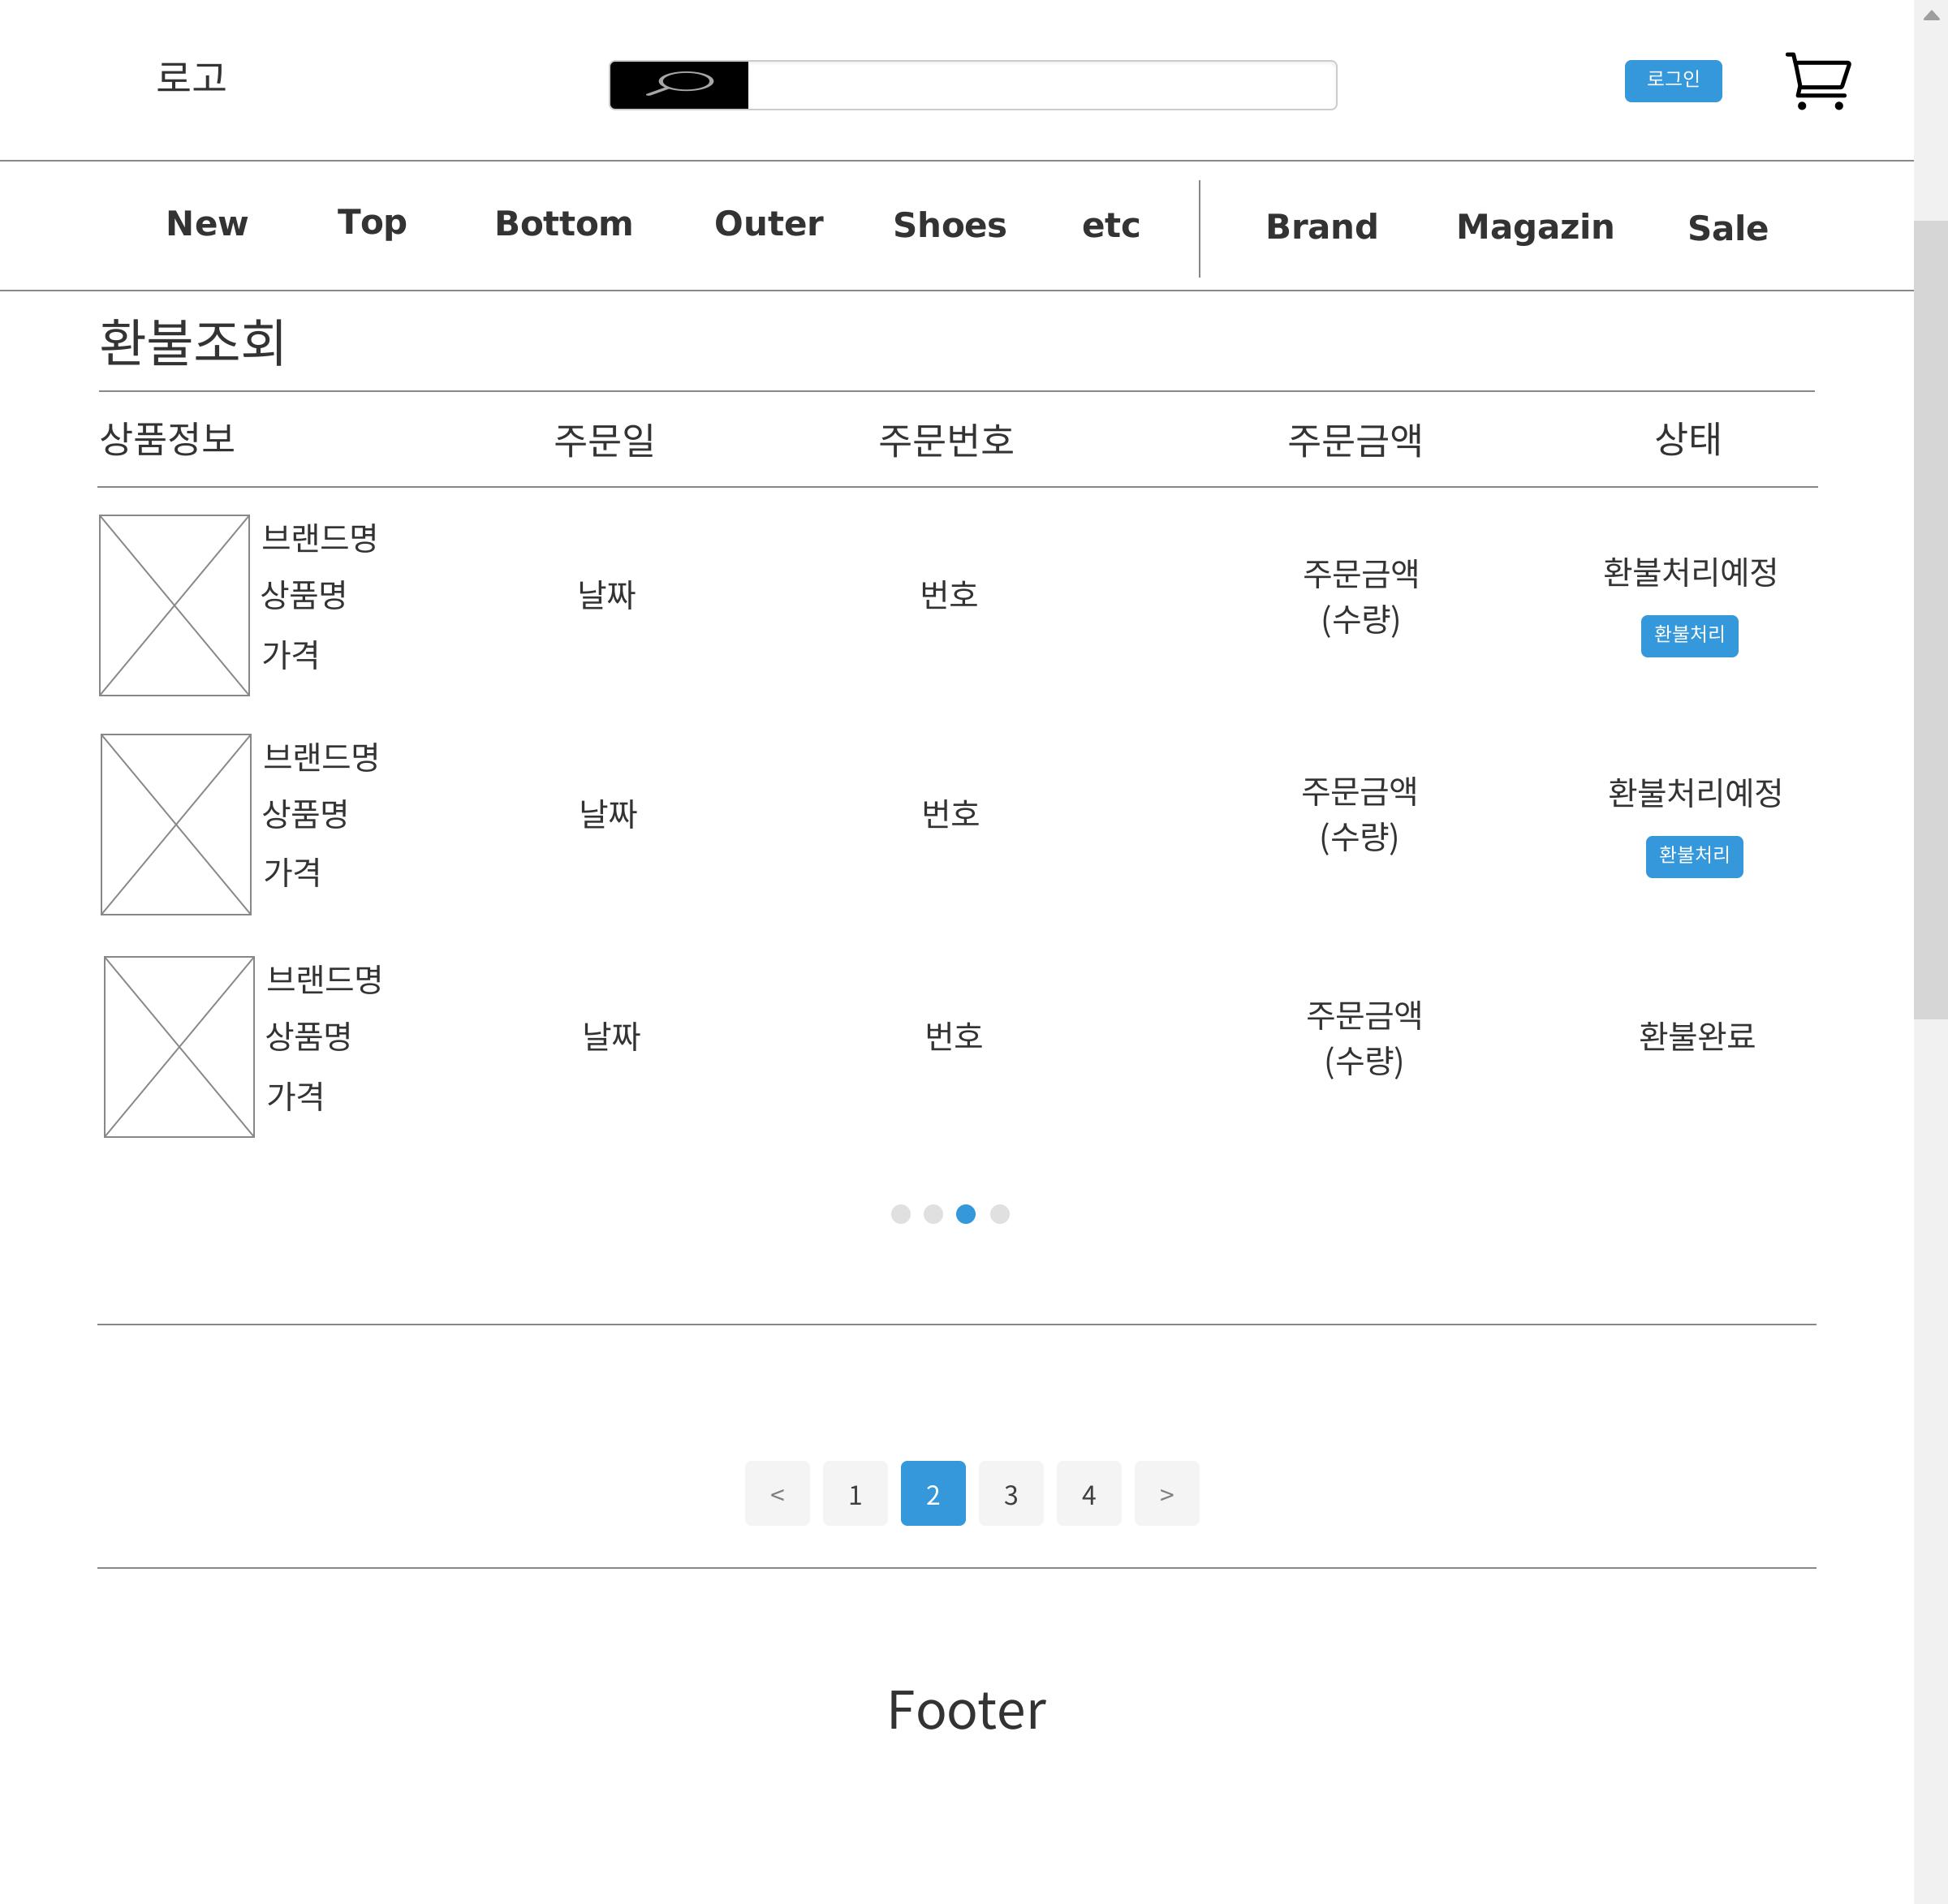 로고
로그인
New Top Bottom Outer Shoes etc Brand Magazin Sale
환불조회
상품정보 주문일 주문번호 주문금액 상태
브랜드명
상품명
가격
날짜
번호
주문금액
(수량)
환불처리예정
환불처리
브랜드명
상품명
가격
날짜
번호
주문금액
(수량)
환불처리예정
환불처리
브랜드명
상품명
가격
날짜
번호
주문금액
(수량)
환불완료
< 1 2 3 4 >
Footer